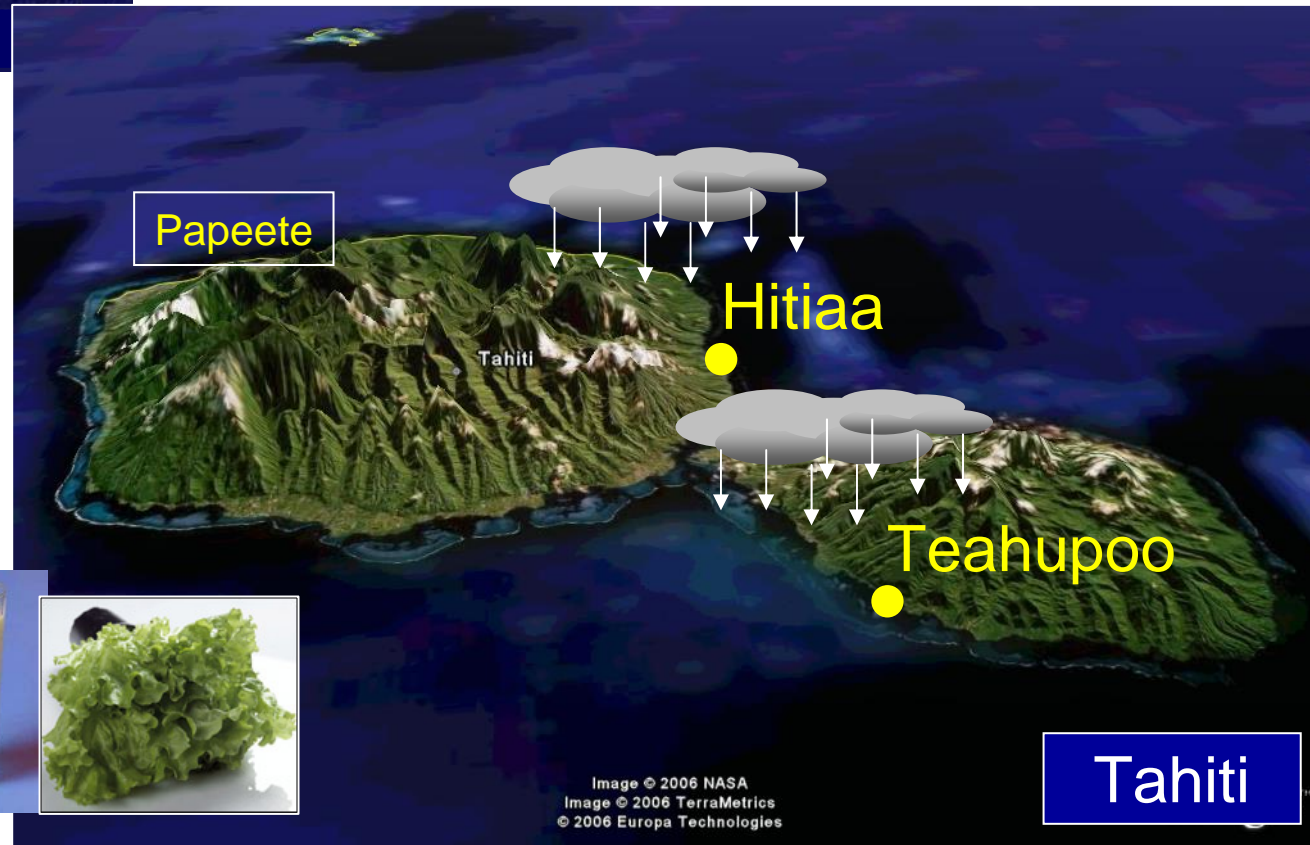 Papeete
Hitiaa
Tahiti
Teahupoo
Tahiti
Image © 2006 NASA
Image © 2006 TerraMetrics
© 2006 Europa Technologies